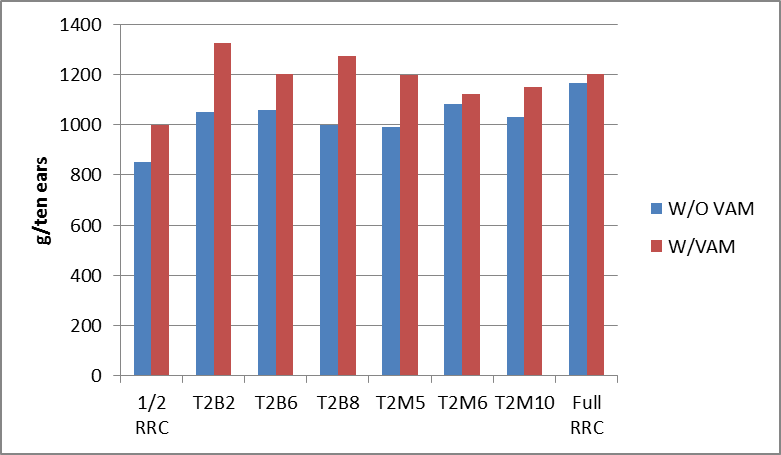 1400
1200
1000
800
600
400
200
0
g/ten ears
1/2 RRC
T2B2
T2B6
T2B8
T2M5
T2M6
T2M10
Full RRC
W/O VAM
W/VAM